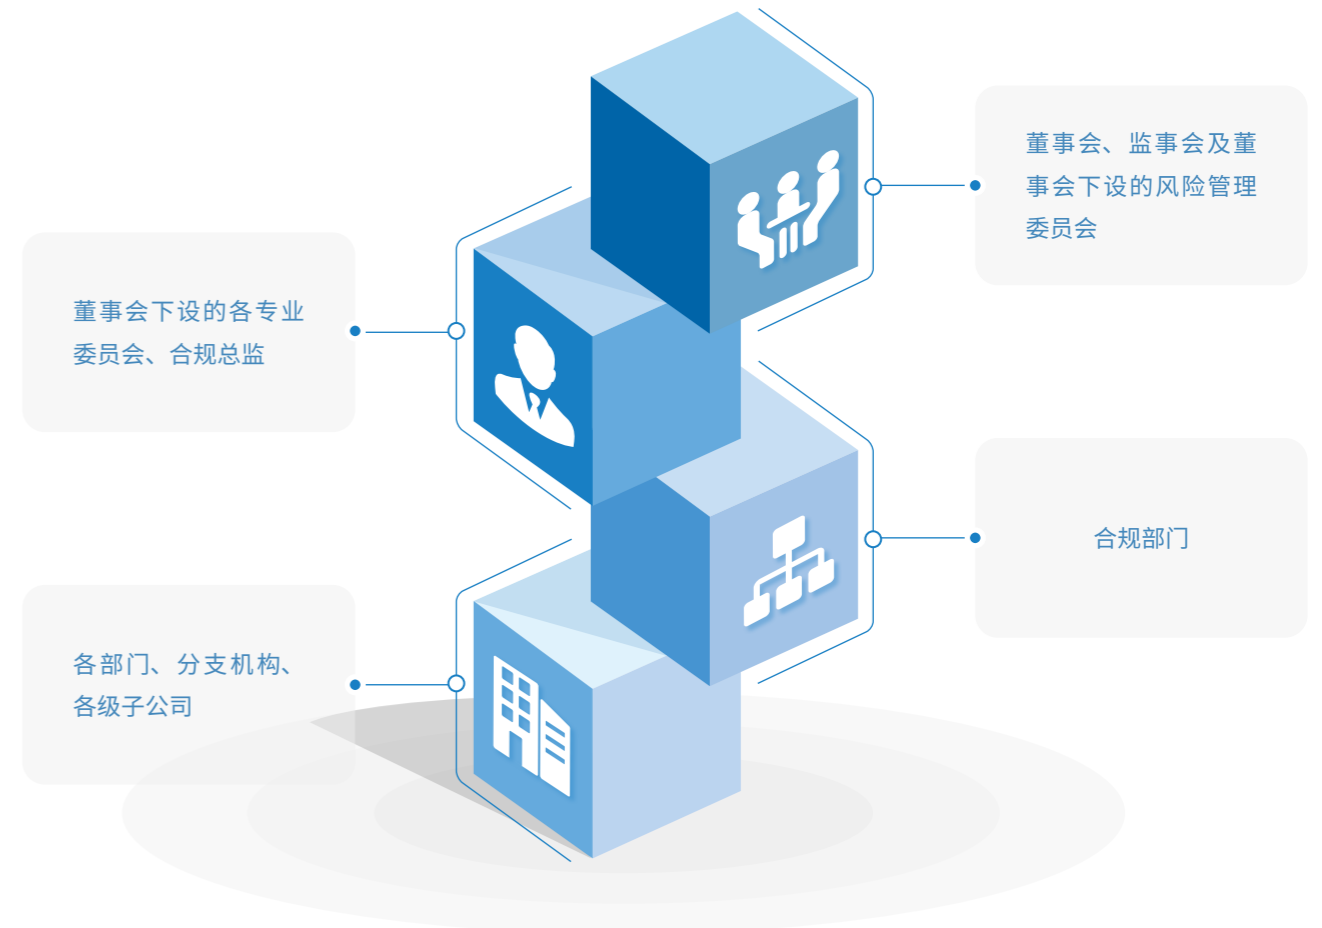 董事会、监事会及董
事会下设的风险管理
委员会
董事会下设的各专业
委员会、合规总监
合规部门
各部门、分支机构、
各级子公司